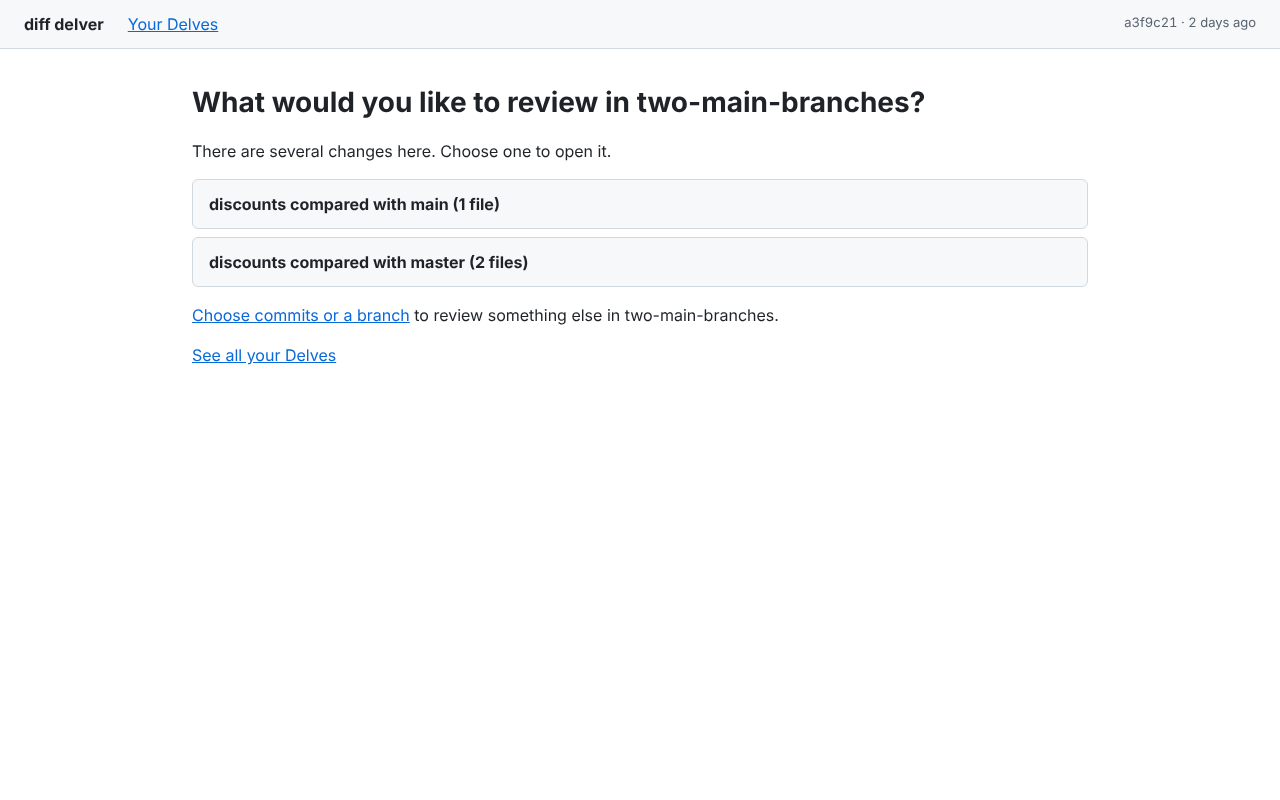 diff delver
Your Delves
a3f9c21 · 2 days ago
What would you like to review in two-main-branches?
There are several changes here. Choose one to open it.
discounts compared with main (1 file)
discounts compared with master (2 files)
Choose commits or a branch to review something else in two-main-branches.
See all your Delves